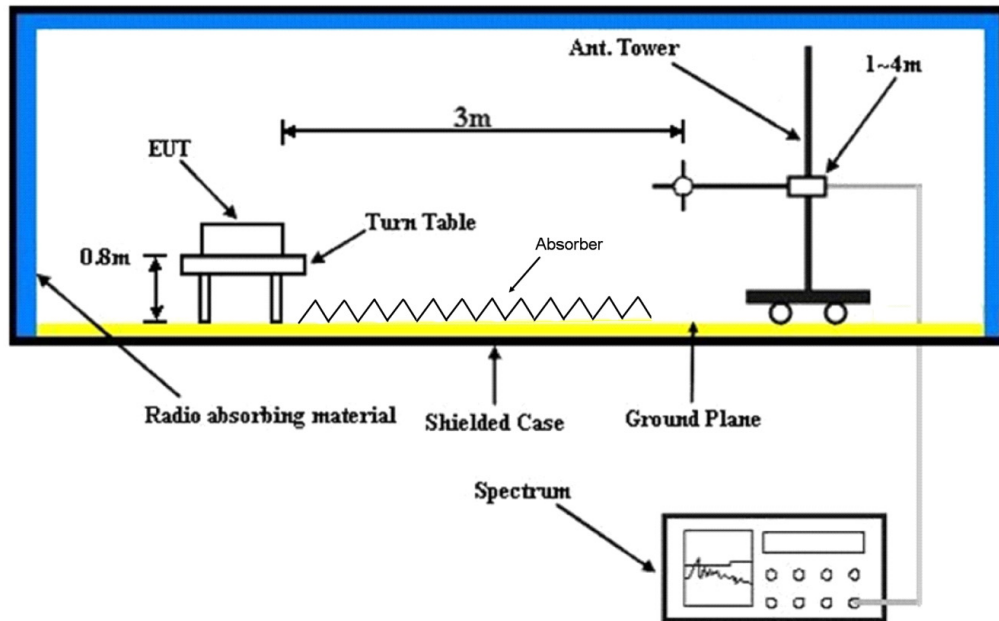 Ant. Tower
1~4m
3m
EUT
Turn Table
0.8m
Absorber
Radio absorbing material
Shielded Case
Ground Plane
Spectrum